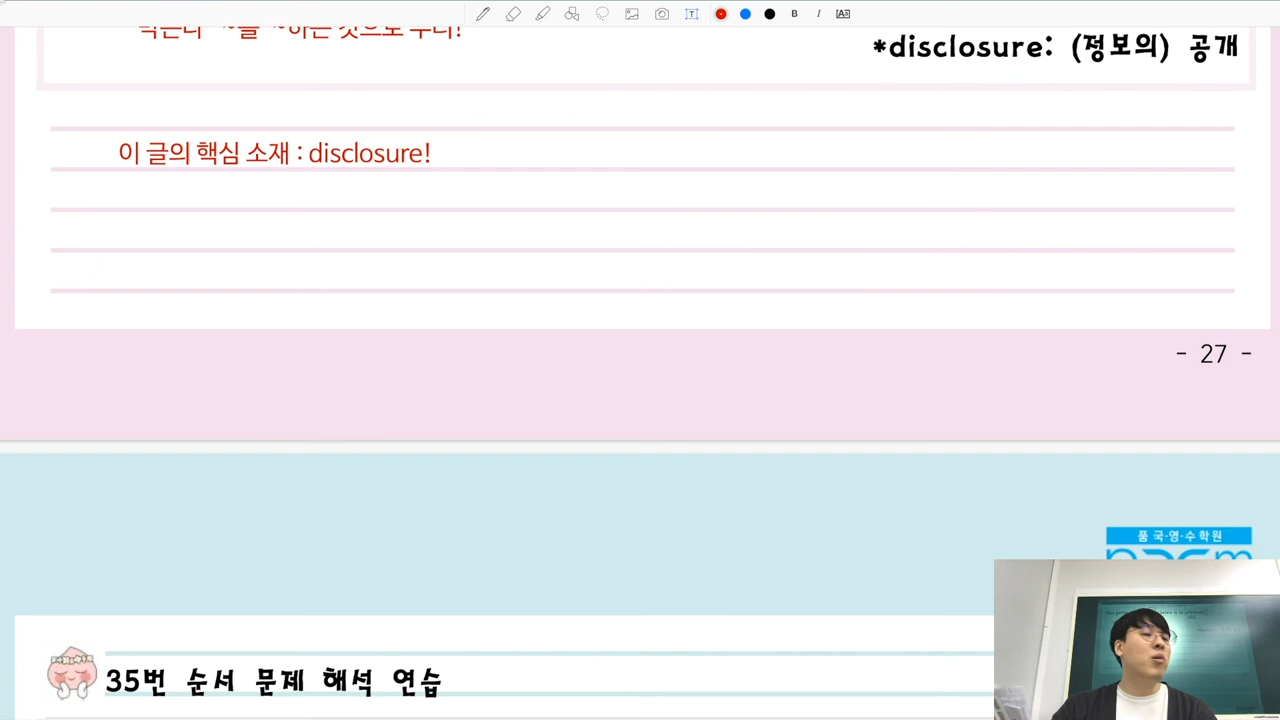 B I Aa
*disclosure: (정보의) 공개
이 글의 핵심 소재 : disclosure!
- 27 -
품 국·영·수 학원
35번 순서 문제 해석 연습